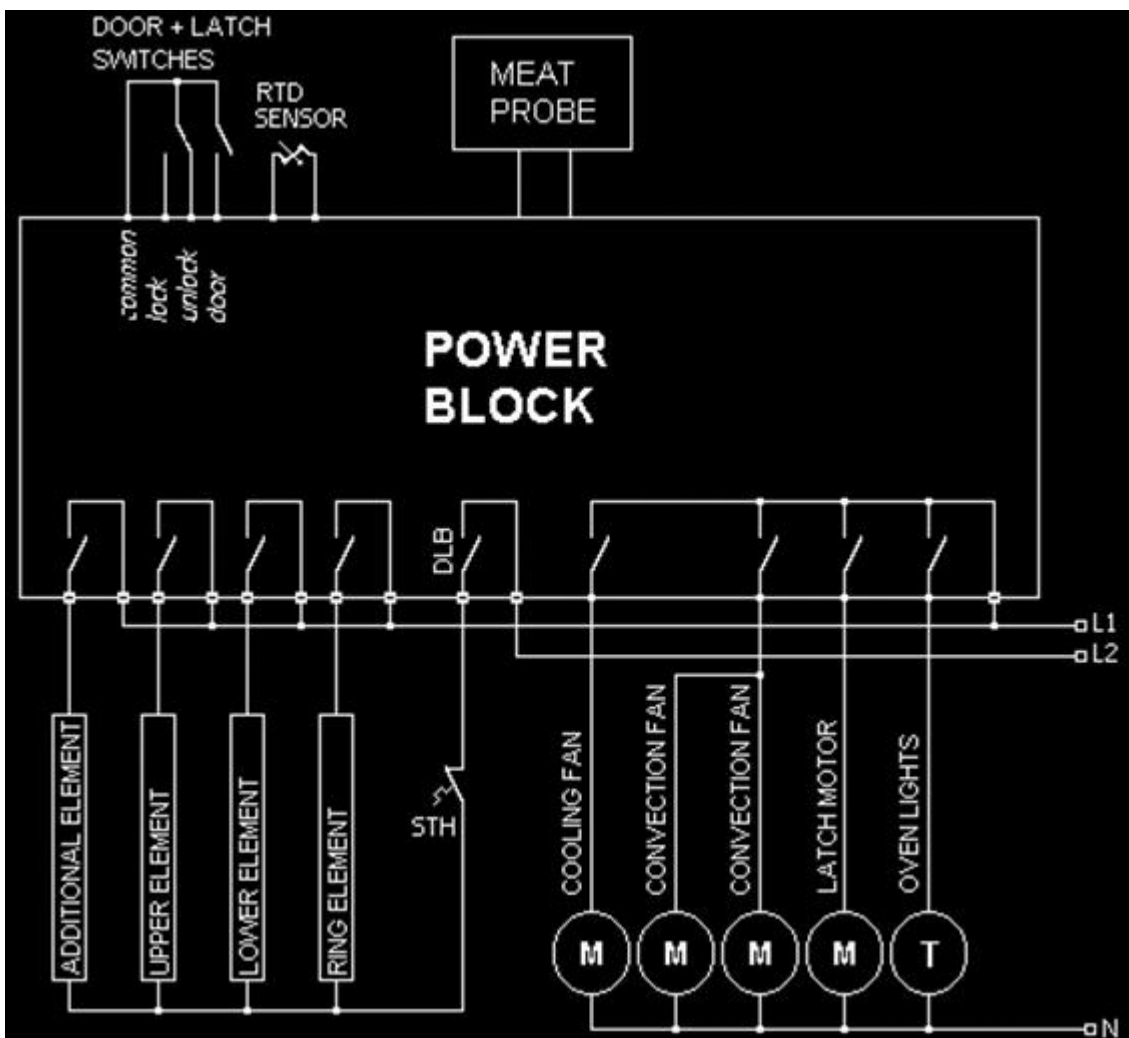 DOOR + LATCH
SWITCHES
RTD
SENSOR
MEAT
PROBE
common
lock
unlock
door
POWER
BLOCK
DLB
L1
L2
ADDITIONAL ELEMENT
UPPER ELEMENT
LOWER ELEMENT
RING ELEMENT
STH
COOLING FAN
CONVECTION FAN
CONVECTION FAN
LATCH MOTOR
OVEN LIGHTS
M
M
M
M
T
N